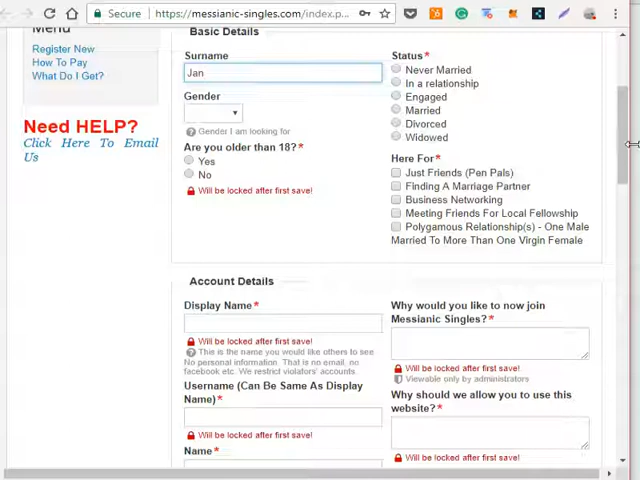 Secure
https://messianic-singles.com/index.p...
Menu
Register New
How To Pay
What Do I Get?
Need HELP?
Click Here To Email
Us
Basic Details
Surname
Jan
Gender
Gender I am looking for
Are you older than 18?*
Yes
No
Will be locked after first save!
Status*
Never Married
In a relationship
Engaged
Married
Divorced
Widowed
Here For*
Just Friends (Pen Pals)
Finding A Marriage Partner
Business Networking
Meeting Friends For Local Fellowship
Polygamous Relationship(s) - One Male
Married To More Than One Virgin Female
Account Details
Display Name*
Will be locked after first save!
This is the name you would like others to see
No personal information. That is no email, no
facebook etc. We restrict violators' accounts.
Username (Can Be Same As Display
Name)*
Will be locked after first save!
Name*
Why would you like to now join
Messianic Singles?*
Will be locked after first save!
Viewable only by administrators
Why should we allow you to use this
website?*
Will be locked after first save!